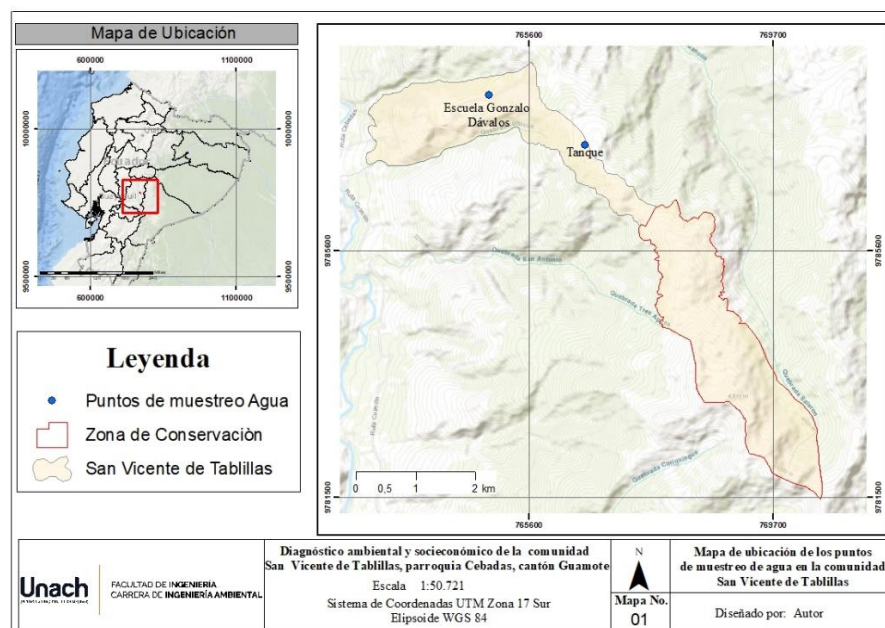 Mapa de Ubicación
600000
1100000
10000000
9500000
600000
1100000
Leyenda
Puntos de muestreo Agua
Zona de Conservaciòn
San Vicente de Tablillas
765600
769700
Escuela Gonzalo
Dávalos
Tanque
9785600
9785600
Quebrada San Antonio
9781500
9781500
0
0,5
1
2
km
765600
769700
Unach
FACULTAD DE INGENIERÍA
CARRERA DE INGENIERÍA AMBIENTAL
Diagnóstico ambiental y socieconómico de la comunidad
San Vicente de Tablillas, parroquia Cebadas, cantón Guamote
Escala 1:50.721
Sistema de Coordenadas UTM Zona 17 Sur
Elipsoide WGS 84
N
Mapa No.
01
Mapa de ubicación de los puntos
de muestreo de agua en la comunidad
San Vicente de Tablillas
Diseñado por: Autor